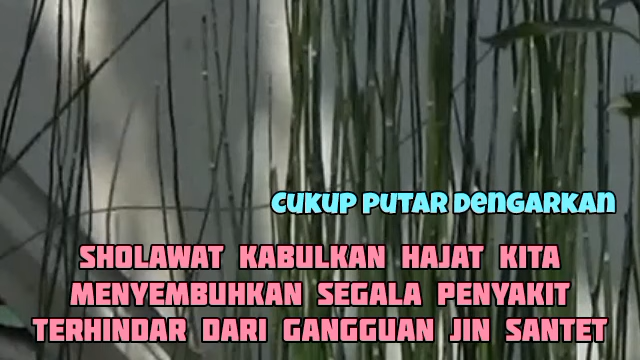 CUKUP PUTAR DENGARKAN
SHOLAWAT KABULKAN HAJAT KITA
MENYEMBUHKAN SEGALA PENYAKIT
TERHINDAR DARI GANGGUAN JIN SANTET